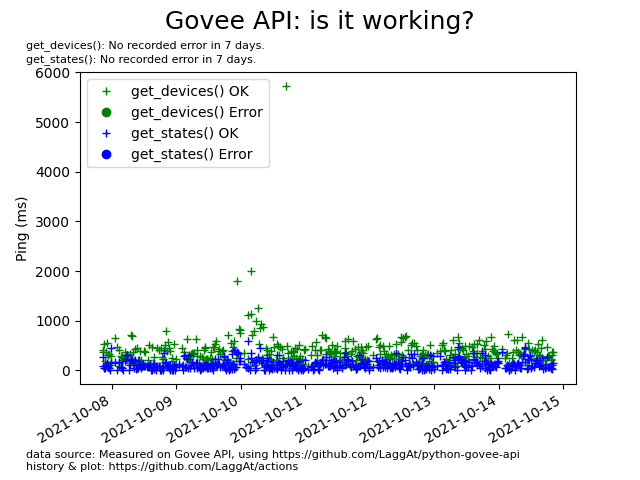 Govee API: is it working?
get_devices(): No recorded error in 7 days.
get_states(): No recorded error in 7 days.
6000
5000
4000
3000
2000
1000
0
Ping (ms)
get_devices() OK
get_devices() Error
get_states() OK
get_states() Error
2021-10-08
2021-10-09
2021-10-10
2021-10-11
2021-10-12
2021-10-13
2021-10-14
2021-10-15
data source: Measured on Govee API, using https://github.com/LaggAt/python-govee-api
history & plot: https://github.com/LaggAt/actions